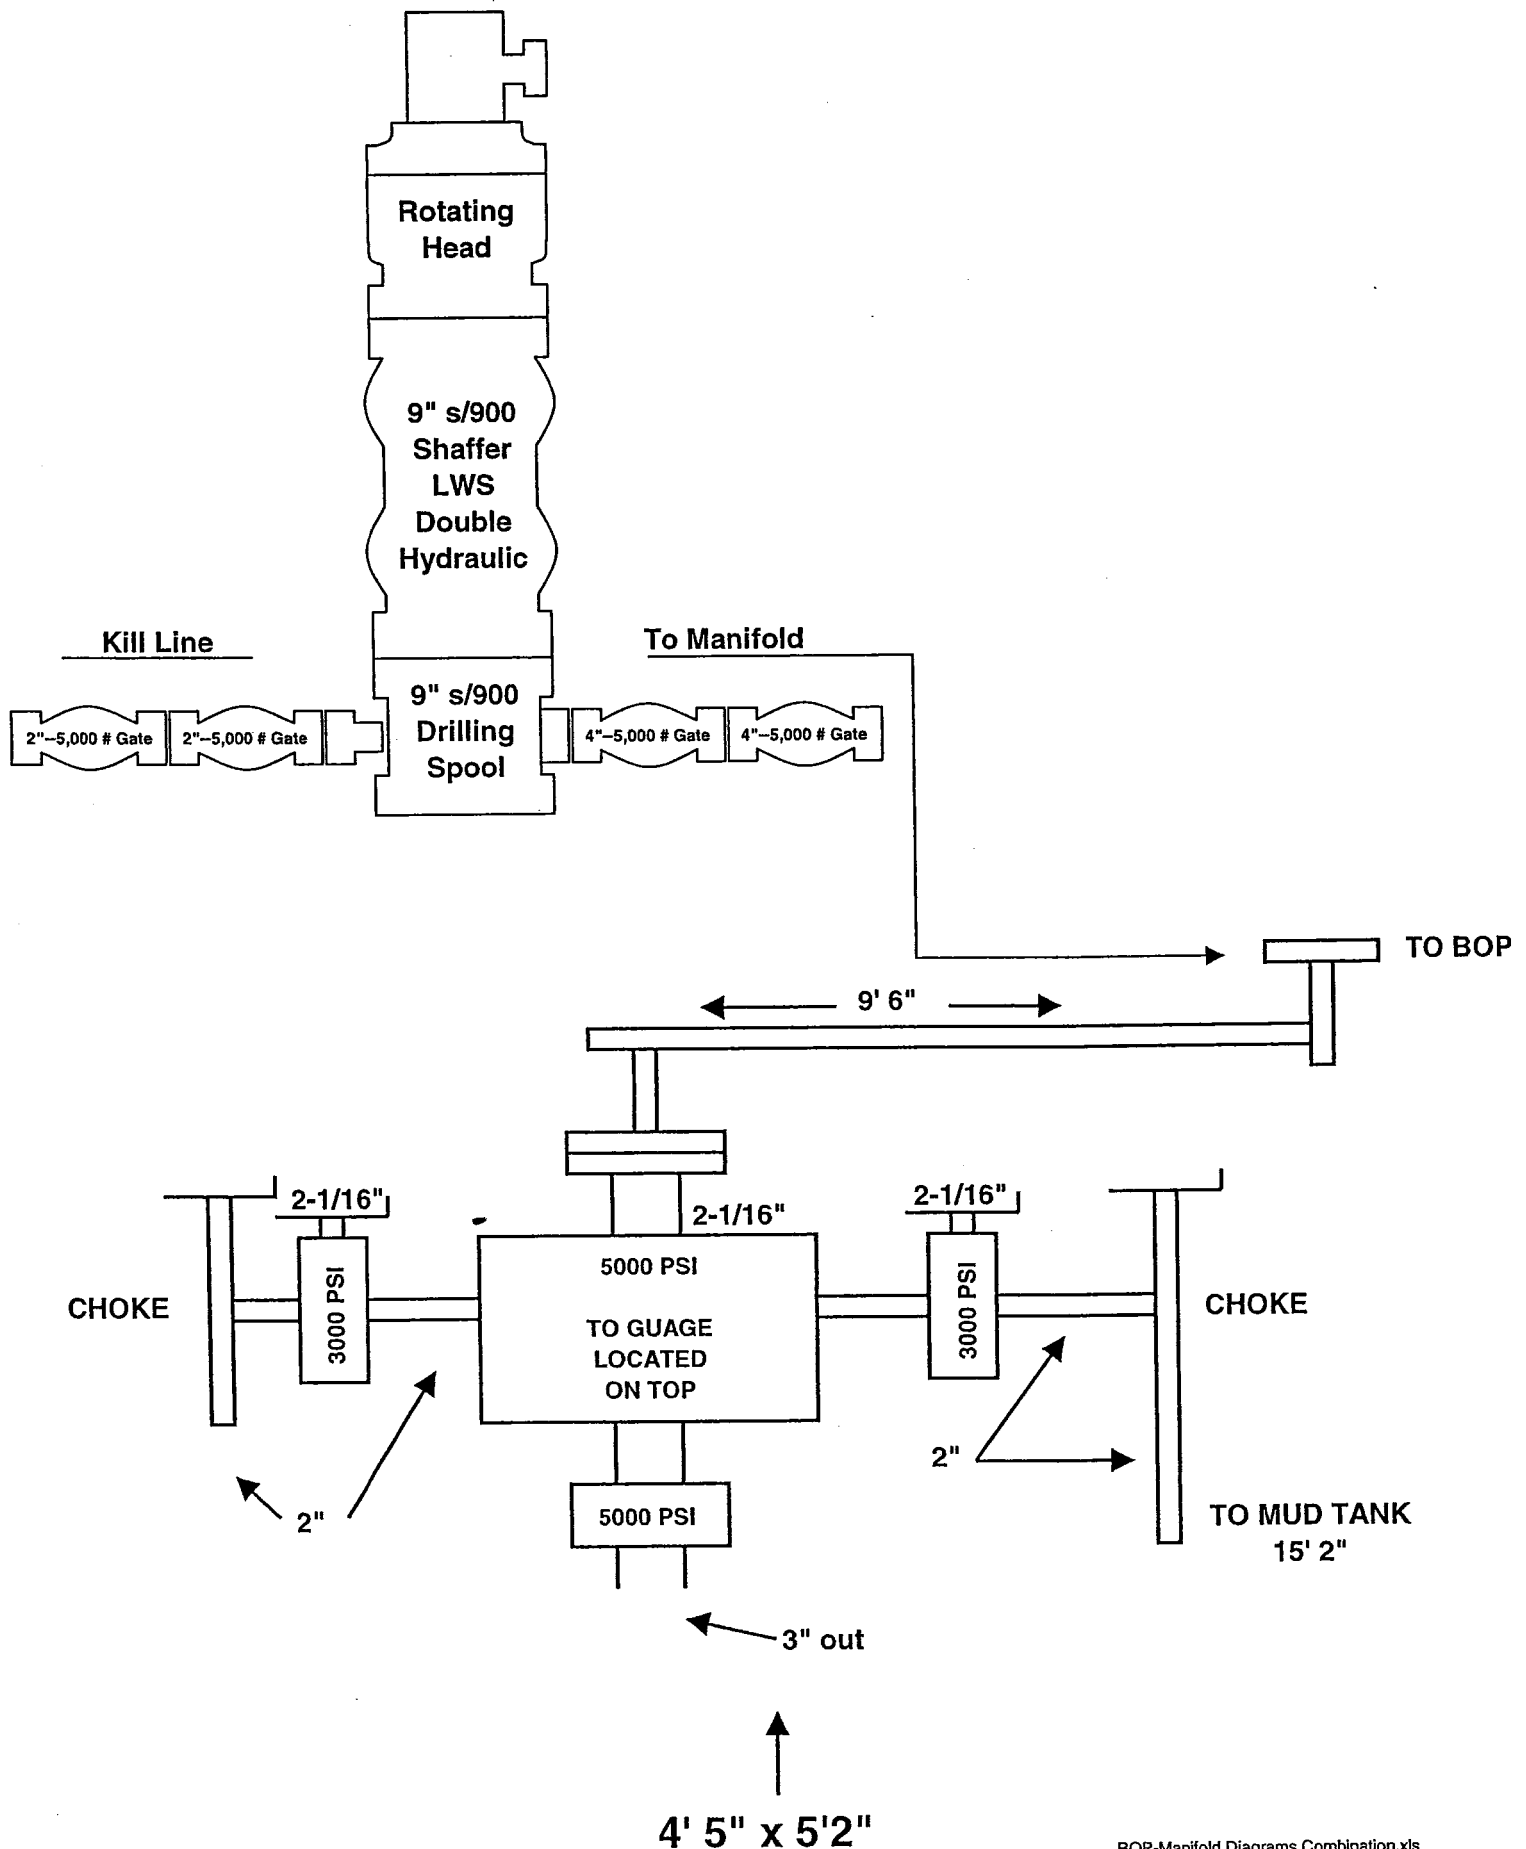 Rotating
Head
9" s/900
Shaffer
LWS
Double
Hydraulic
Kill Line
To Manifold
9" s/900
Drilling
Spool
2"–5,000 # Gate
2"–5,000 # Gate
4"–5,000 # Gate
4"–5,000 # Gate
TO BOP
9' 6"
2-1/16"
2-1/16"
2-1/16"
5000 PSI
CHOKE
3000 PSI
TO GUAGE
LOCATED
ON TOP
3000 PSI
CHOKE
2"
2"
5000 PSI
TO MUD TANK
15' 2"
3" out
4' 5" x 5'2"
BOP-Manifold Diagrams Combination.xls